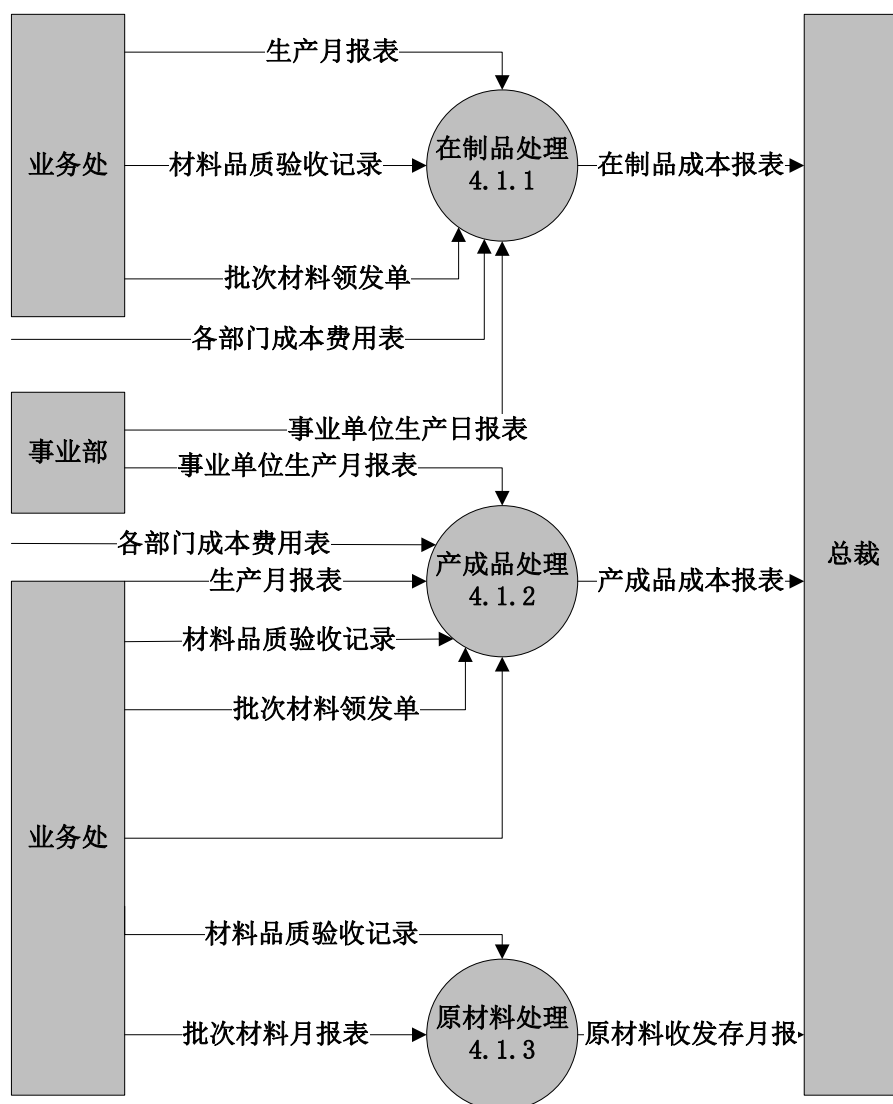 生产月报表
业务处
材料品质验收记录
在制品处理
4.1.1
在制品成本报表
批次材料领发单
各部门成本费用表
事业部
事业单位生产日报表
事业单位生产月报表
各部门成本费用表
产成品处理
4.1.2
产成品成本报表
总裁
生产月报表
材料品质验收记录
批次材料领发单
业务处
材料品质验收记录
批次材料月报表
原材料处理
4.1.3
原材料收发存月报